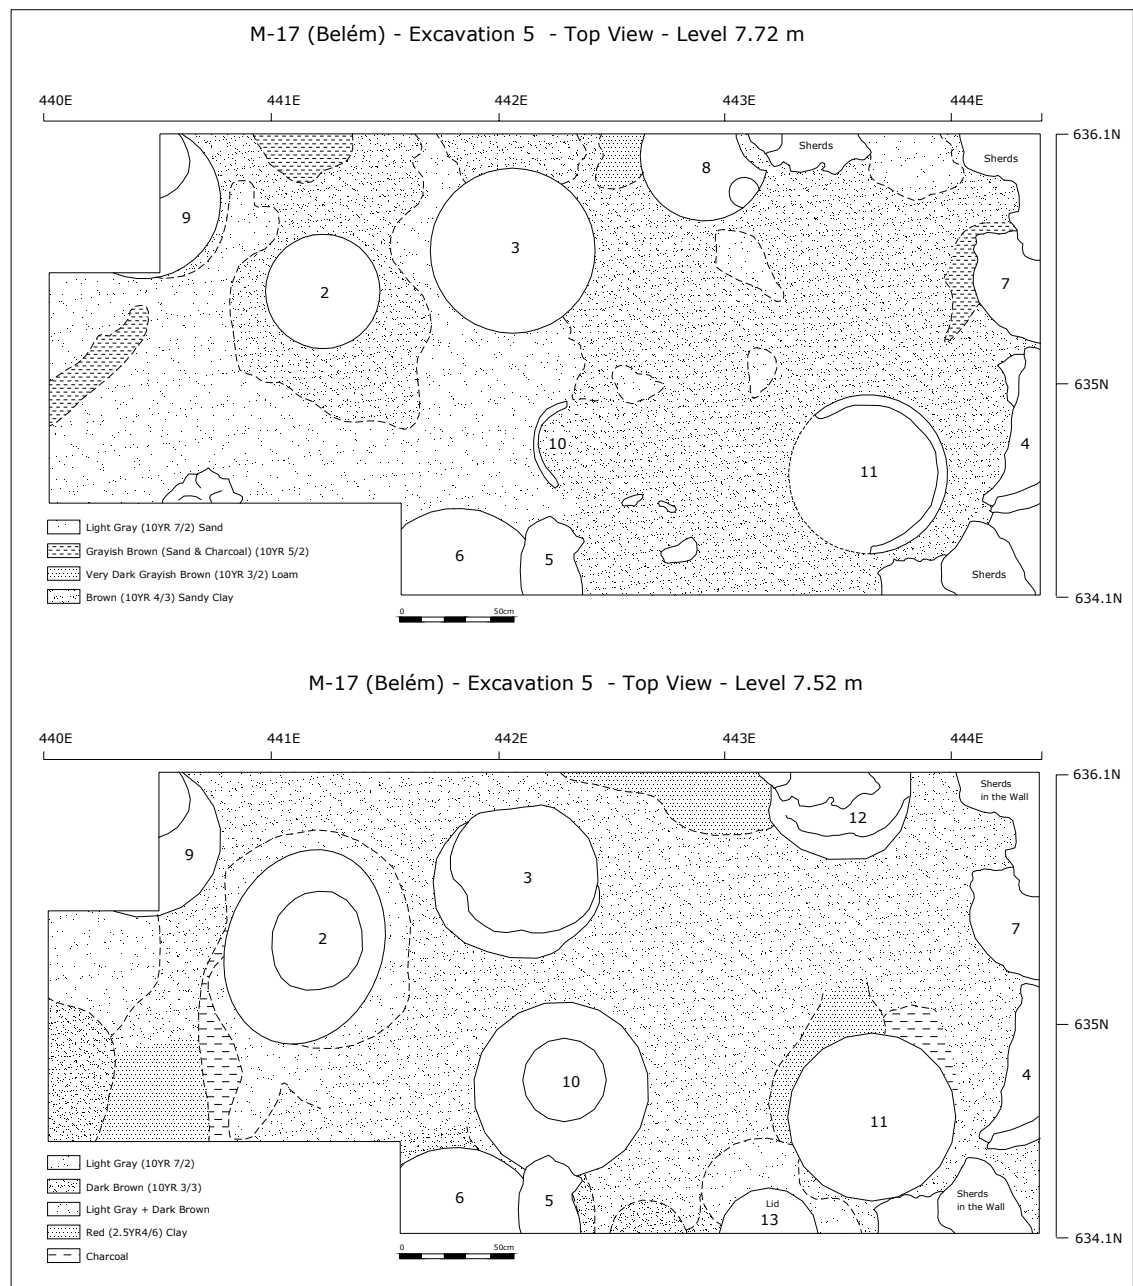 M-17 (Belém) - Excavation 5 - Top View - Level 7.72 m
440E 441E 442E 443E 444E
636.1N
Sherds
Sherds
8
9
3
7
2
635N
10
4
11
6
5
Sherds
Light Gray (10YR 7/2) Sand
Grayish Brown (Sand & Charcoal) (10YR 5/2)
Very Dark Grayish Brown (10YR 3/2) Loam
Brown (10YR 4/3) Sandy Clay
634.1N
0 50cm
M-17 (Belém) - Excavation 5 - Top View - Level 7.52 m
440E 441E 442E 443E 444E
636.1N
Sherds
in the Wall
12
9
3
7
2
635N
10
4
11
6
5
Lid
13
Sherds
in the Wall
Light Gray (10YR 7/2)
Dark Brown (10YR 3/3)
Light Gray + Dark Brown
Red (2.5YR4/6) Clay
Charcoal
634.1N
0 50cm